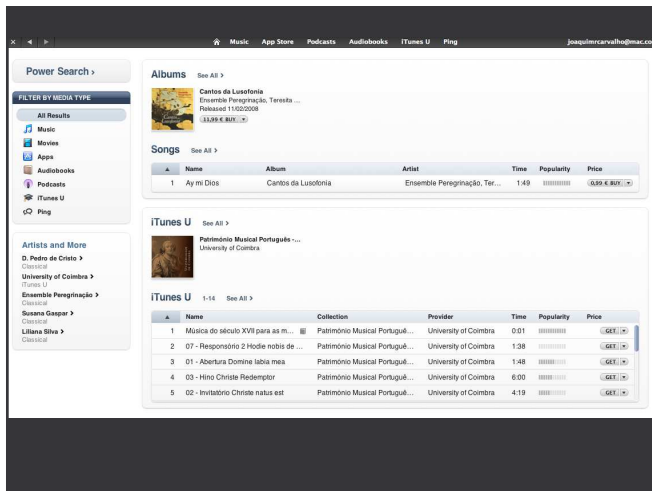 Music App Store Podcasts Audiobooks iTunes U Ping joaquimrcarvalho@mac.co
Power Search ›
FILTER BY MEDIA TYPE
All Results
Music
Movies
Apps
Audiobooks
Podcasts
iTunes U
Ping
Artists and More
D. Pedro de Cristo >
Classical
University of Coimbra >
iTunes U
Ensemble Peregrinação >
Classical
Susana Gaspar >
Classical
Liliana Silva >
Classical
Albums See All >
Cantos da Lusofonia
Ensemble Peregrinação, Teresita ...
Released 11/02/2008
11,99 € BUY
Songs See All >
Name Album Artist Time Popularity Price
1 Ay mi Dios Cantos da Lusofonia Ensemble Peregrinação, Ter... 1:49 0,99 € BUY
iTunes U See All >
Património Musical Português -...
University of Coimbra
iTunes U 1-14 See All >
Name Collection Provider Time Popularity Price
1 Música do século XVII para as m... Património Musical Portuguê... University of Coimbra 0:01 GET
2 07 - Responsório 2 Hodie nobis de ... Património Musical Portuguê... University of Coimbra 1:38 GET
3 01 - Abertura Domine labia mea Património Musical Portuguê... University of Coimbra 1:48 GET
4 03 - Hino Christe Redemptor Património Musical Portuguê... University of Coimbra 6:00 GET
5 02 - Invitatório Christe natus est Património Musical Portuguê... University of Coimbra 4:19 GET